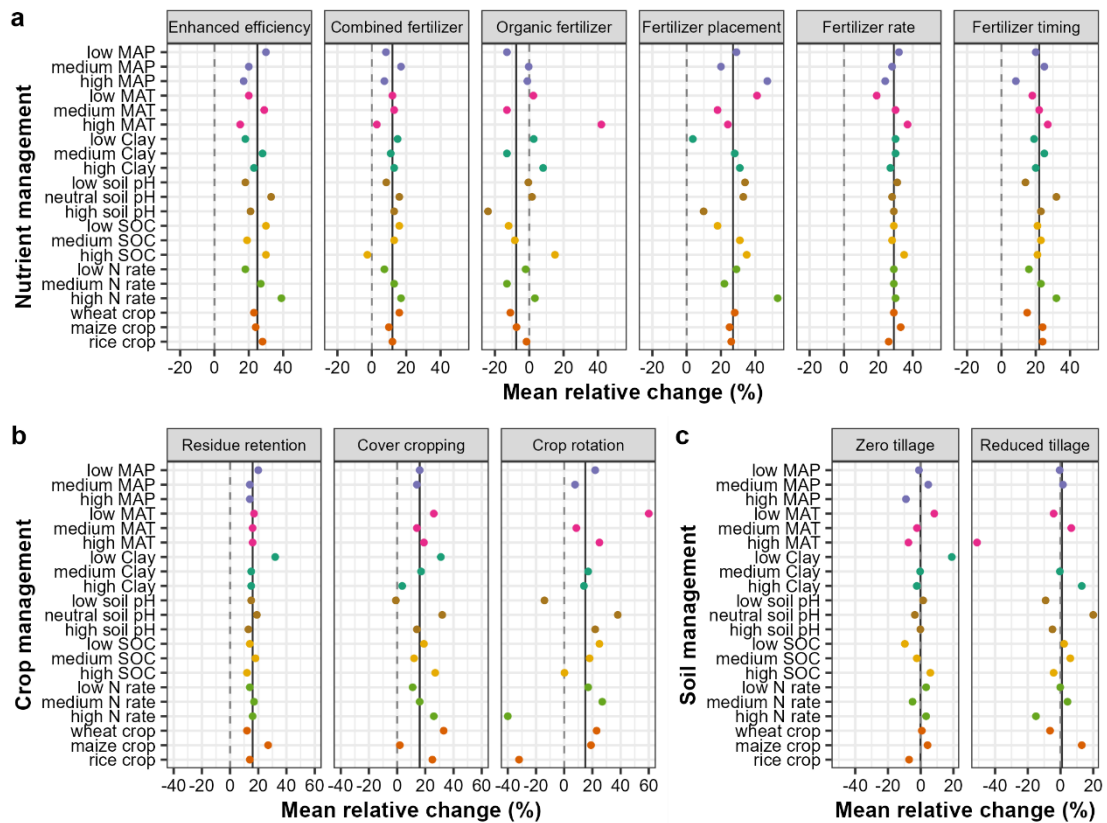 a
Enhanced efficiency Combined fertilizer Organic fertilizer Fertilizer placement Fertilizer rate Fertilizer timing
Nutrient management
low MAP
medium MAP
high MAP
low MAT
medium MAT
high MAT
low Clay
medium Clay
high Clay
low soil pH
neutral soil pH
high soil pH
low SOC
medium SOC
high SOC
low N rate
medium N rate
high N rate
wheat crop
maize crop
rice crop
-20 0 20 40 -20 0 20 40 -20 0 20 40 -20 0 20 40 -20 0 20 40 -20 0 20 40
Mean relative change (%)
b
Residue retention Cover cropping Crop rotation
Crop management
low MAP
medium MAP
high MAP
low MAT
medium MAT
high MAT
low Clay
medium Clay
high Clay
low soil pH
neutral soil pH
high soil pH
low SOC
medium SOC
high SOC
low N rate
medium N rate
high N rate
wheat crop
maize crop
rice crop
-40 -20 0 20 40 60 -40 -20 0 20 40 60 -40 -20 0 20 40 60
Mean relative change (%)
c
Zero tillage Reduced tillage
Soil management
low MAP
medium MAP
high MAP
low MAT
medium MAT
high MAT
low Clay
medium Clay
high Clay
low soil pH
neutral soil pH
high soil pH
low SOC
medium SOC
high SOC
low N rate
medium N rate
high N rate
wheat crop
maize crop
rice crop
-40 -20 0 20 -40 -20 0 20
Mean relative change (%)